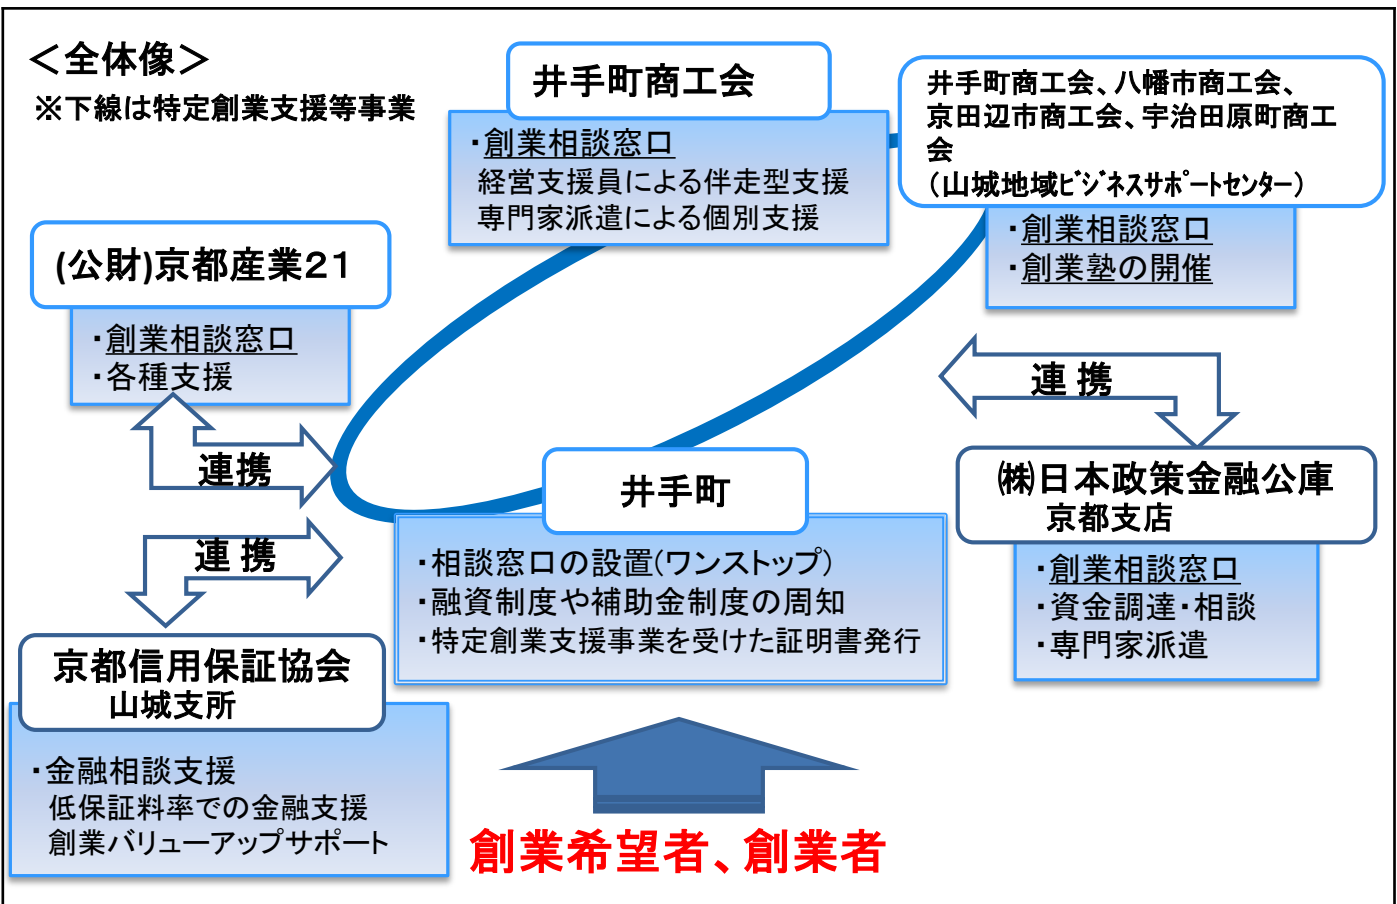 ＜全体像＞
※下線は特定創業支援等事業
井手町商工会
・創業相談窓口
経営支援員による伴走型支援
専門家派遣による個別支援
井手町商工会、八幡市商工会、
京田辺市商工会、宇治田原町商工
会
（山城地域ﾋﾞｼﾞﾈｽｻﾎﾟｰﾄｾﾝﾀｰ）
・創業相談窓口
・創業塾の開催
(公財)京都産業２１
・創業相談窓口
・各種支援
連携
連 携
連 携
井手町
・相談窓口の設置(ワンストップ)
・融資制度や補助金制度の周知
・特定創業支援事業を受けた証明書発行
㈱日本政策金融公庫
京都支店
・創業相談窓口
・資金調達・相談
・専門家派遣
京都信用保証協会
山城支所
・金融相談支援
低保証料率での金融支援
創業バリューアップサポート
創業希望者、創業者